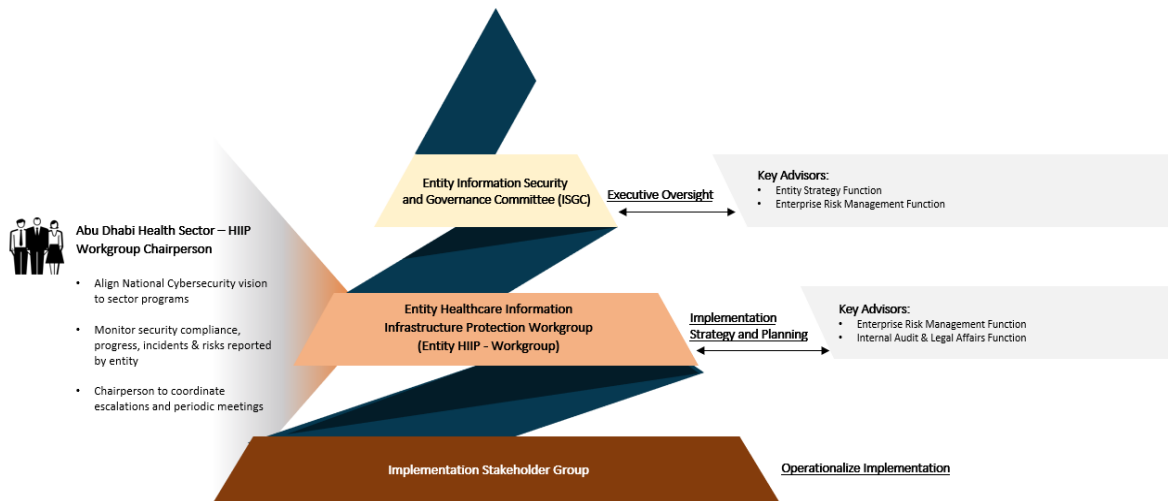 Entity Information Security
and Governance Committee (ISGC)
Executive Oversight
Key Advisors:
• Entity Strategy Function
• Enterprise Risk Management Function
Abu Dhabi Health Sector – HIIP
Workgroup Chairperson
• Align National Cybersecurity vision
to sector programs
• Monitor security compliance,
progress, incidents & risks reported
by entity
• Chairperson to coordinate
escalations and periodic meetings
Entity Healthcare Information
Infrastructure Protection Workgroup
(Entity HIIP - Workgroup)
Implementation
Strategy and Planning
Key Advisors:
• Enterprise Risk Management Function
• Internal Audit & Legal Affairs Function
Implementation Stakeholder Group
Operationalize Implementation